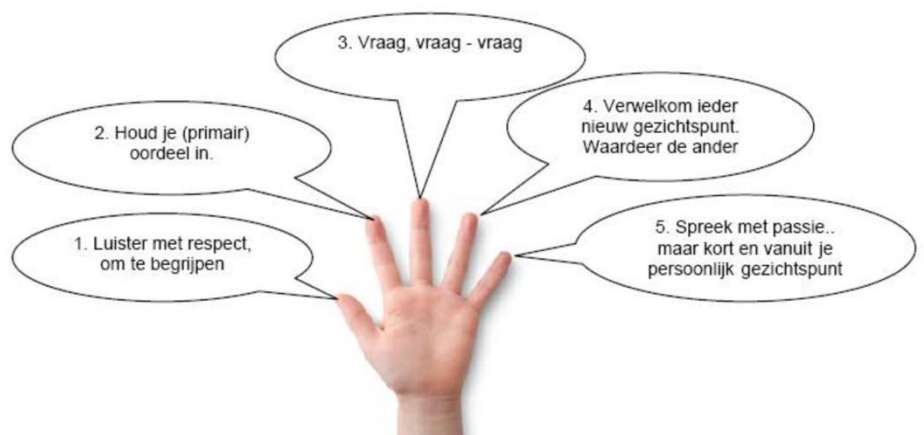 3. Vraag, vraag - vraag
4. Verwelkom ieder
nieuw gezichtspunt.
Waardeer de ander
2. Houd je (primair)
oordeel in.
1. Luister met respect,
om te begrijpen
5. Spreek met passie..
maar kort en vanuit je
persoonlijk gezichtspunt